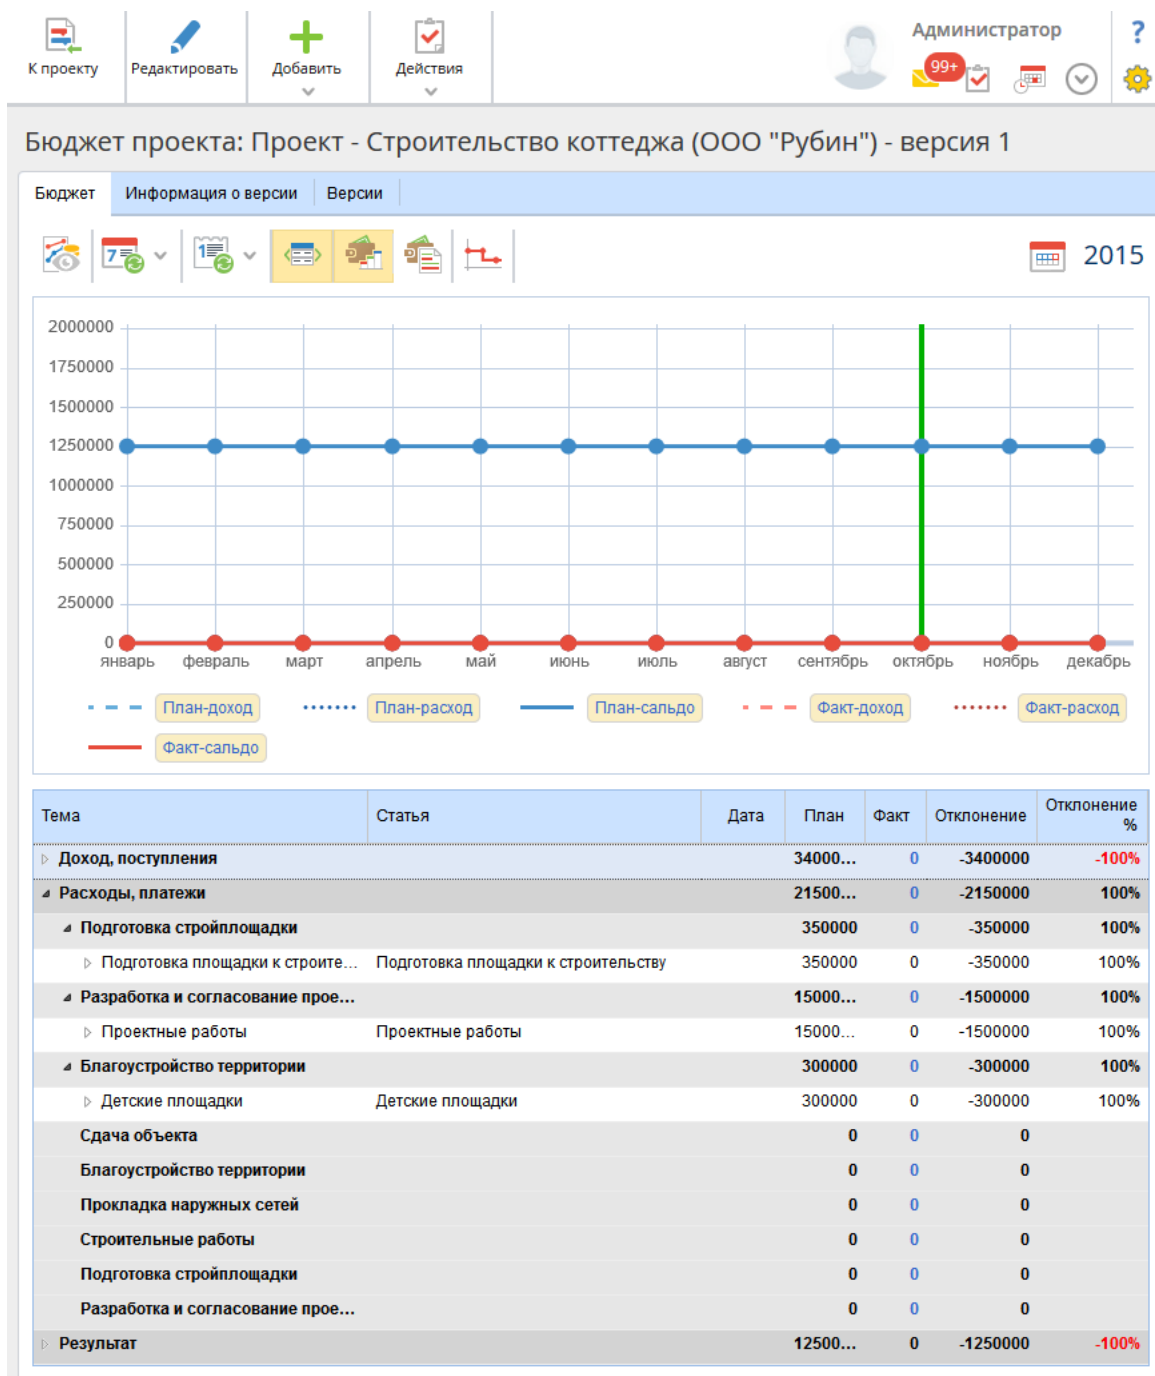 К проекту
Редактировать
Добавить
Действия
Администратор
?
99+
Бюджет проекта: Проект - Строительство коттеджа (ООО "Рубин") - версия 1
Бюджет Информация о версии Версии
7 1 2015
2000000
1750000
1500000
1250000
1000000
750000
500000
250000
0
январь февраль март апрель май июнь июль август сентябрь октябрь ноябрь декабрь
План-доход План-расход План-сальдо Факт-доход Факт-расход
Факт-сальдо
Тема Статья Дата План Факт Отклонение Отклонение %
Доход, поступления 34000... 0 -3400000 -100%
Расходы, платежи 21500... 0 -2150000 100%
Подготовка стройплощадки 350000 0 -350000 100%
Подготовка площадки к строите... Подготовка площадки к строительству 350000 0 -350000 100%
Разработка и согласование прое... 15000... 0 -1500000 100%
Проектные работы Проектные работы 15000... 0 -1500000 100%
Благоустройство территории 300000 0 -300000 100%
Детские площадки Детские площадки 300000 0 -300000 100%
Сдача объекта 0 0 0
Благоустройство территории 0 0 0
Прокладка наружных сетей 0 0 0
Строительные работы 0 0 0
Подготовка стройплощадки 0 0 0
Разработка и согласование прое... 0 0 0
Результат 12500... 0 -1250000 -100%